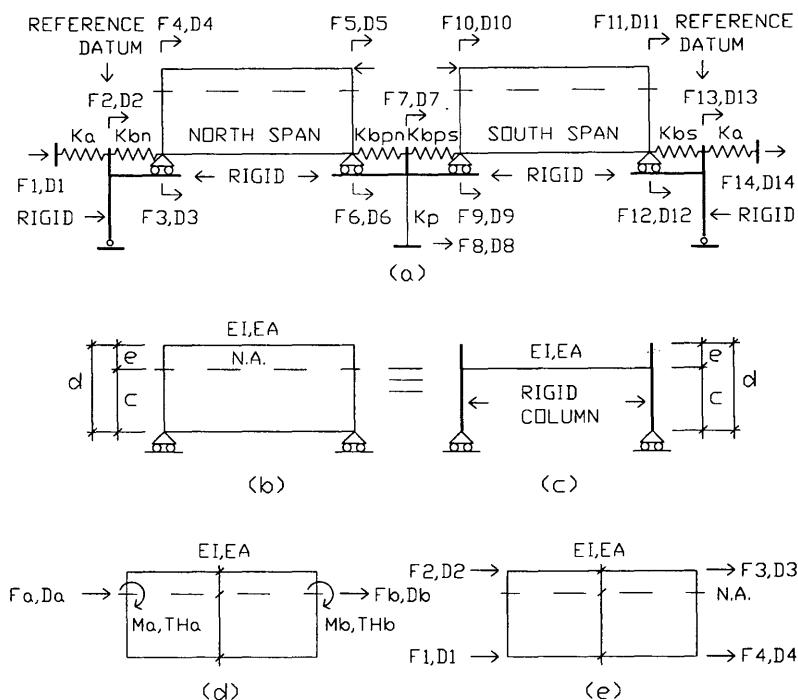 REFERENCE DATUM
F4,D4
F5,D5
F10,D10
F11,D11
REFERENCE DATUM
F2,D2
F7,D7
F13,D13
Ka
Kbn
NORTH SPAN
Kbpn
Kbps
SOUTH SPAN
Kbs
Ka
F1,D1
RIGID
RIGID
F14,D14
RIGID
F3,D3
F6,D6
Kp
F9,D9
F12,D12
RIGID
F8,D8
(a)
EI,EA
N.A.
d
e
c
EI,EA
RIGID COLUMN
e
c
d
(b)
(c)
EI,EA
Fa,Da
Ma,THa
Mb,THb
Fb,Db
(d)
EI,EA
F2,D2
F3,D3
N.A.
F1,D1
F4,D4
(e)